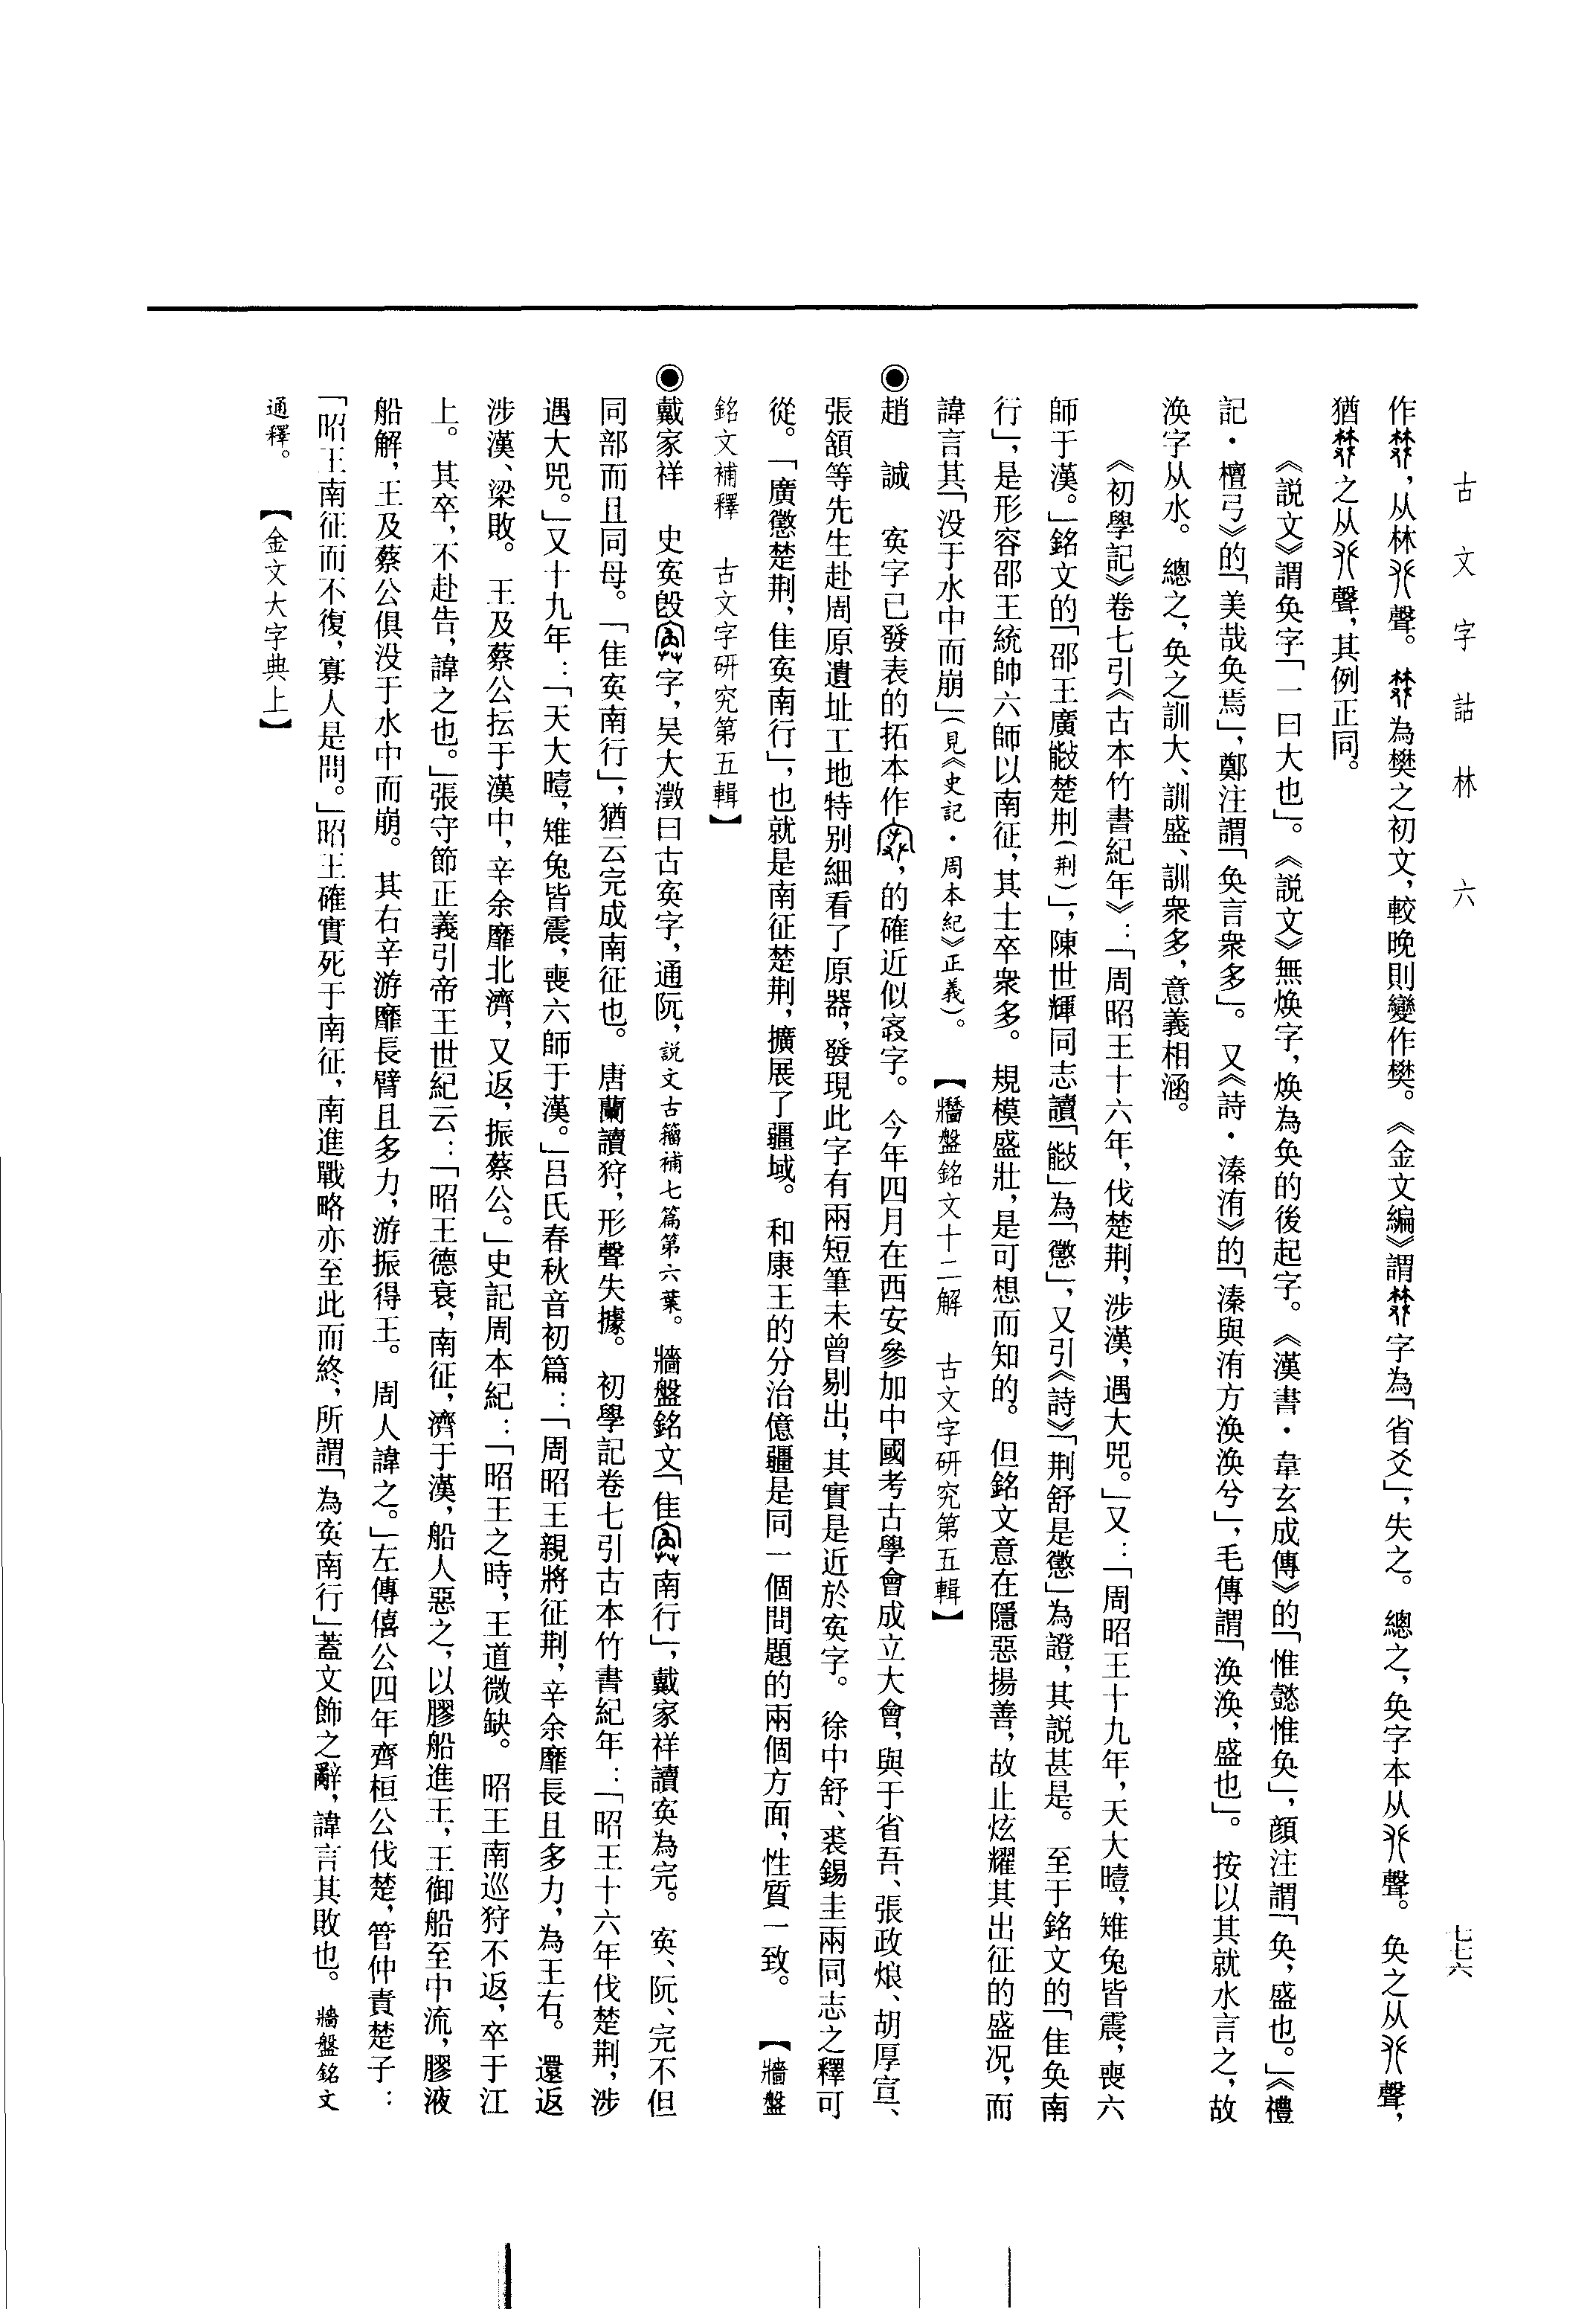 古文字詁林 六
七七六
作，从林聲。為樊之初文，較晚則變作樊。《金文編》謂字為「省爻」，失之。總之，奐字本从聲。奐之从聲，
猶之从聲，其例正同。
《說文》謂奐字「一曰大也」。《說文》無焕字，焕為奐的後起字。《漢書·韋玄成傳》的「惟懿惟奐」，顔注謂「奐，盛也。」《禮
記·檀弓》的「美哉奐焉」，鄭注謂「奐言衆多」。又《詩·溱洧》的「溱與洧方渙渙兮」，毛傳謂「渙渙，盛也」。按以其就水言之，故
渙字从水。總之，奐之訓大、訓盛、訓衆多，意義相涵。
《初學記》卷七引《古本竹書紀年》：「周昭王十六年，伐楚荆，涉漢，遇大兕。」又：「周昭王十九年，天大曀，雉兔皆震，喪六
師于漢。」銘文的「邵王廣㪤楚刑（荆）」，陳世輝同志讀「㪤」為「懲」，又引《詩》「荆舒是懲」為證，其説甚是。至于銘文的「隹奐南
行」，是形容邵王統帥六師以南征，其士卒衆多。規模盛壯，是可想而知的。但銘文意在隱惡揚善，故止炫耀其出征的盛况，而
諱言其「没于水中而崩」（見《史記·周本紀》正義）。【牆盤銘文十二解 古文字研究第五輯】
◉趙 誠 寏字已發表的拓本作，的確近似字。今年四月在西安參加中國考古學會成立大會，與于省吾、張政烺、胡厚宣、
張頷等先生赴周原遺址工地特别細看了原器，發現此字有兩短筆未曾剔出，其實是近於寏字。徐中舒、裘錫圭兩同志之釋可
從。「廣懲楚荆，隹寏南行」，也就是南征楚荆，擴展了疆域。和康王的分治億疆是同一個問題的兩個方面，性質一致。【牆盤
銘文補釋 古文字研究第五輯】
◉戴家祥 史寏𣪘字，吴大澂曰古寏字，通阮，説文古籀補七篇第六葉。牆盤銘文「隹南行」，戴家祥讀寏為完。寏、阮、完不但
同部而且同母。「隹寏南行」，猶云完成南征也。唐蘭讀狩，形聲失據。初學記卷七引古本竹書紀年：「昭王十六年伐楚荆，涉
遇大兕。」又十九年：「天大曀，雉兔皆震，喪六師于漢。」吕氏春秋音初篇：「周昭王親將征荆，辛余靡長且多力，為王右。還返
涉漢、梁敗。王及蔡公抎于漢中，辛余靡北濟，又返，振蔡公。」史記周本紀：「昭王之時，王道微缺。昭王南巡狩不返，卒于江
上。其卒，不赴告，諱之也。」張守節正義引帝王世紀云：「昭王德衰，南征，濟于漢，船人惡之，以膠船進王，王御船至中流，膠液
船解，王及蔡公俱没于水中而崩。其右辛游靡長臂且多力，游振得王。周人諱之。」左傳僖公四年齊桓公伐楚，管仲責楚子：
「昭王南征而不復，寡人是問。」昭王確實死于南征，南進戰略亦至此而終，所謂「為寏南行」蓋文飾之辭，諱言其敗也。牆盤銘文
通釋。【金文大字典上】